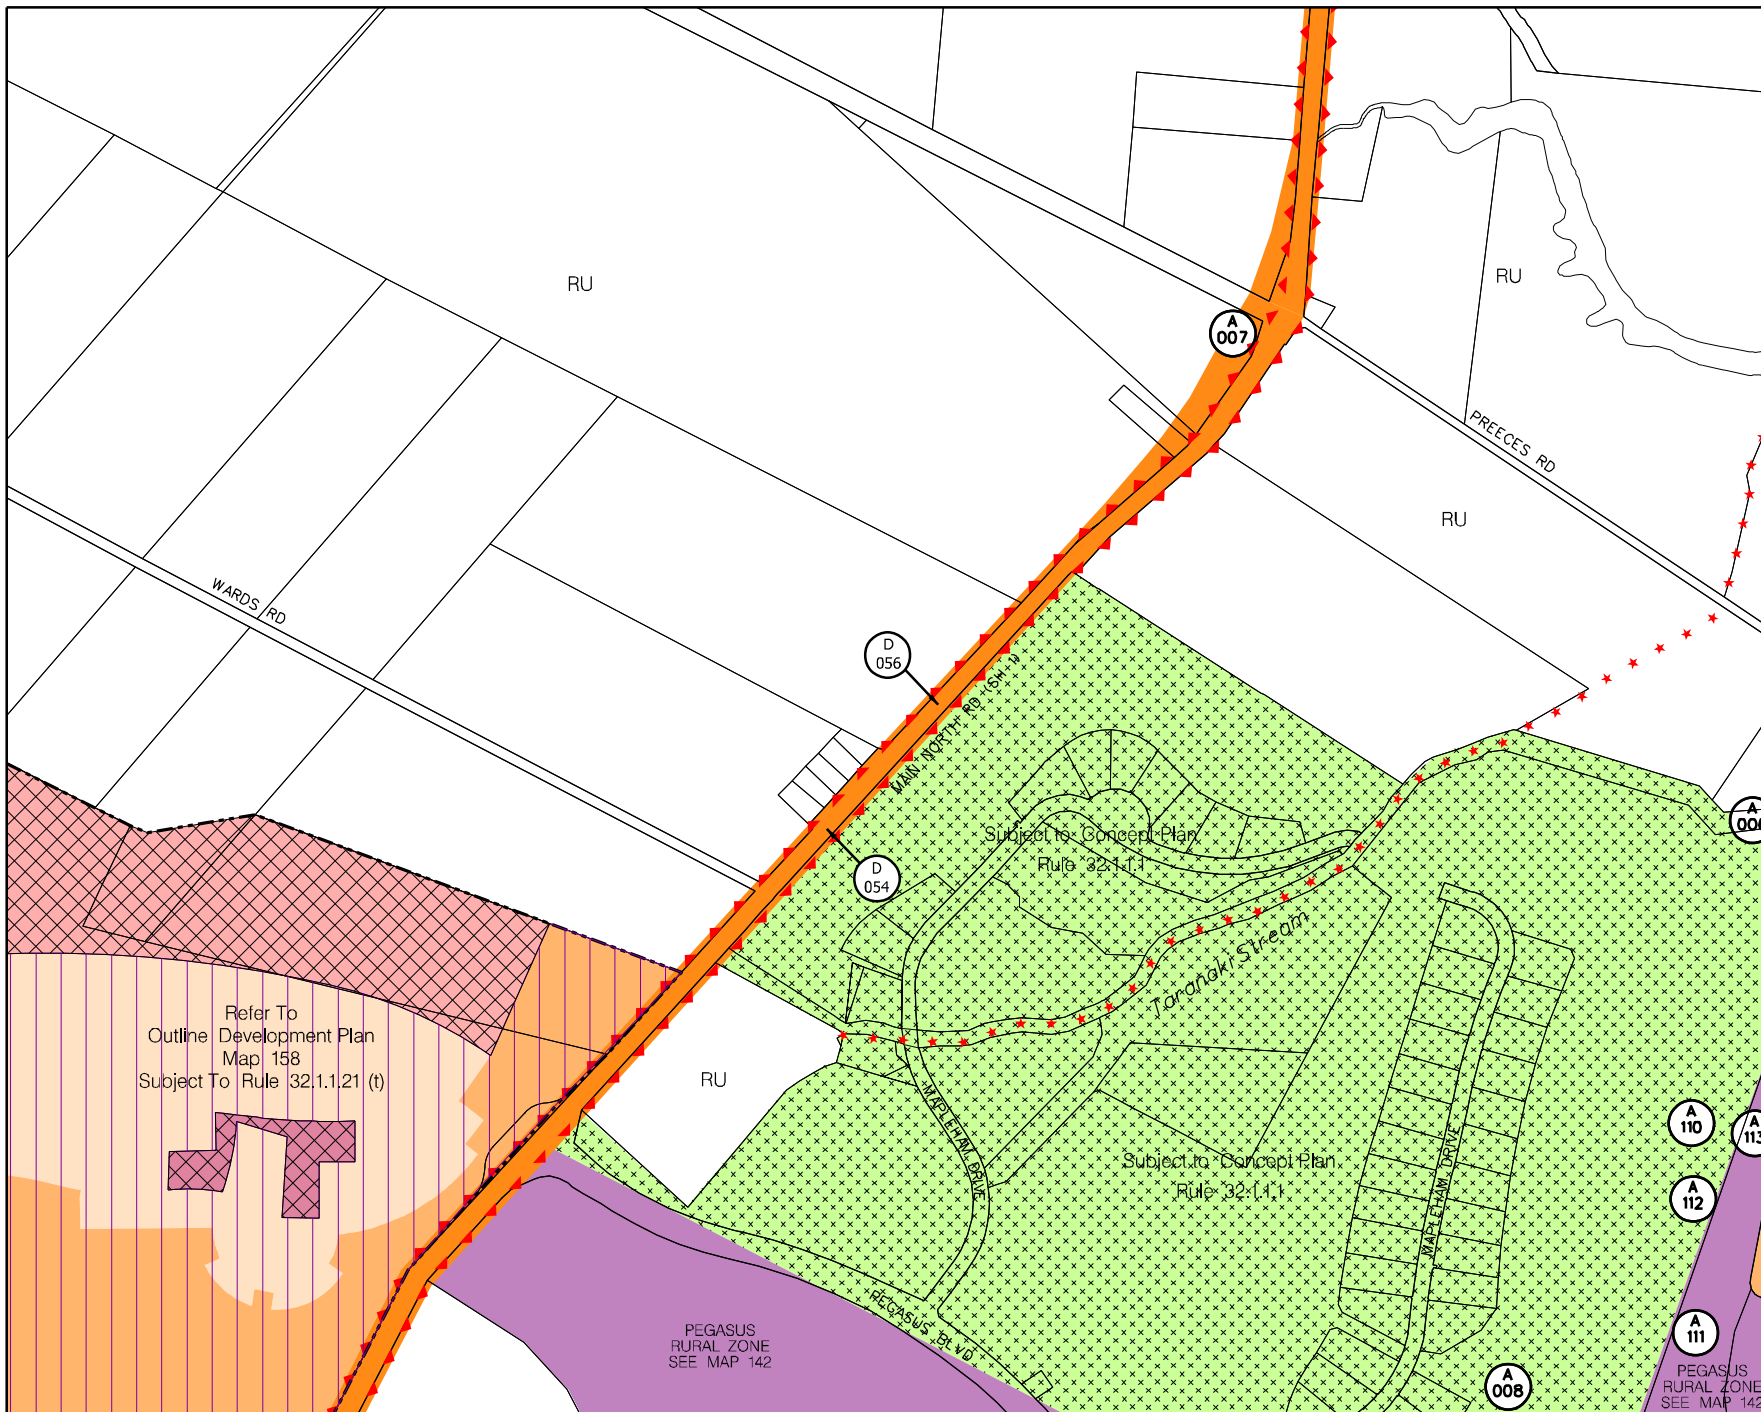 RU
RU
A
007
PREECES RD
RU
WARDS RD
D
056
MAIN NORTH RD (SH 1)
Subject to Concept Plan
Rule 32.1.1.1
A
D
054
Taranaki Stream
Refer To
Outline Development Plan
Map 158
Subject To Rule 32.1.1.21 (t)
RU
MAPLEHAM DRIVE
A
110
A
113
Subject to Concept Plan
Rule 32.1.1.1
MAPLEHAM DRIVE
A
112
PEGASUS BLVD
PEGASUS
RURAL ZONE
SEE MAP 142
A
111
A
008
PEGASUS
RURAL ZONE
SEE MAP 142